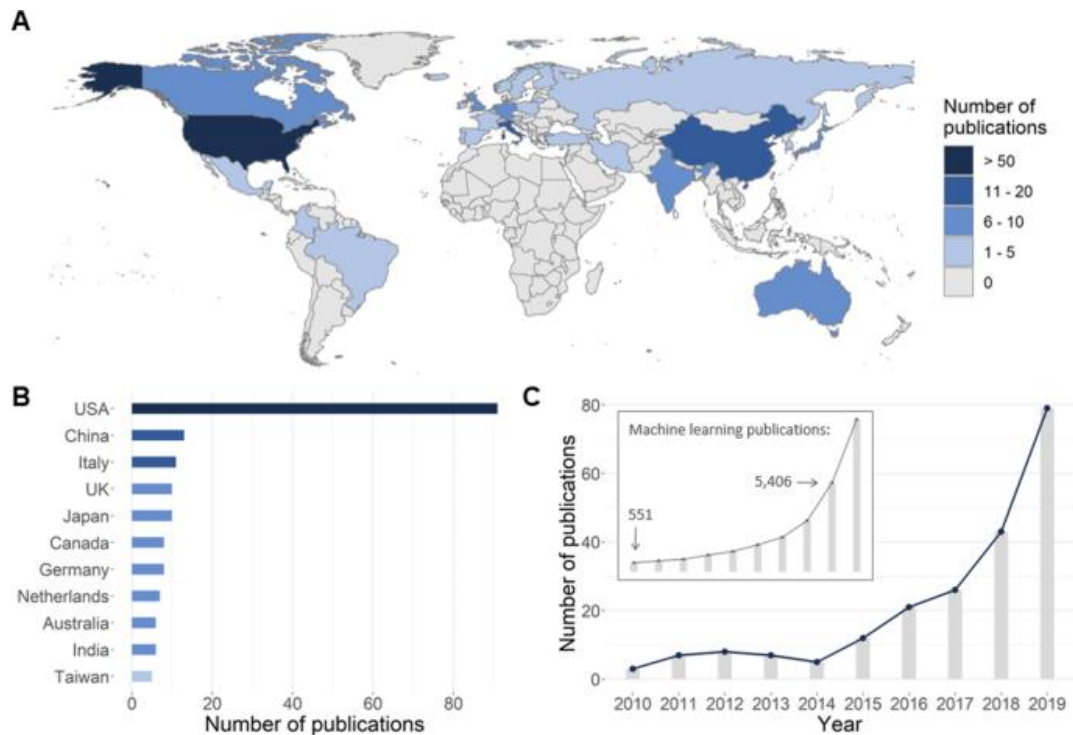 A
Number of
publications
> 50
11 - 20
6 - 10
1 - 5
0
B
USA
China
Italy
UK
Japan
Canada
Germany
Netherlands
Australia
India
Taiwan
0 20 40 60 80
Number of publications
C
Number of publications
80
60
40
20
0
Machine learning publications:
5,406
551
2010 2011 2012 2013 2014 2015 2016 2017 2018 2019
Year